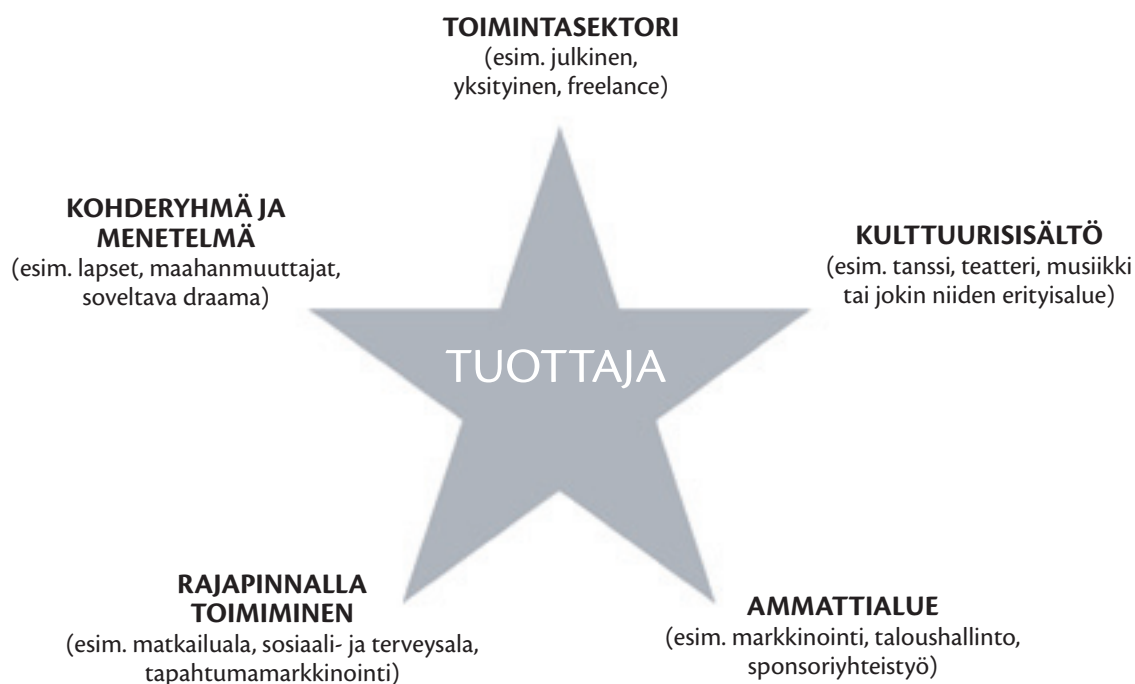 TOIMINTASEKTORI
(esim. julkinen,
yksityinen, freelance)
KOHDERYHMÄ JA
MENETELMÄ
(esim. lapset, maahanmuuttajat,
soveltava draama)
KULTTUURISISÄLTÖ
(esim. tanssi, teatteri, musiikki
tai jokin niiden erityisalue)
TUOTTAJA
RAJAPINNALLA
TOIMIMINEN
(esim. matkailuala, sosiaali- ja terveysala,
tapahtumamarkkinointi)
AMMATTIALUE
(esim. markkinointi, taloushallinto,
sponsoriyhteistyö)